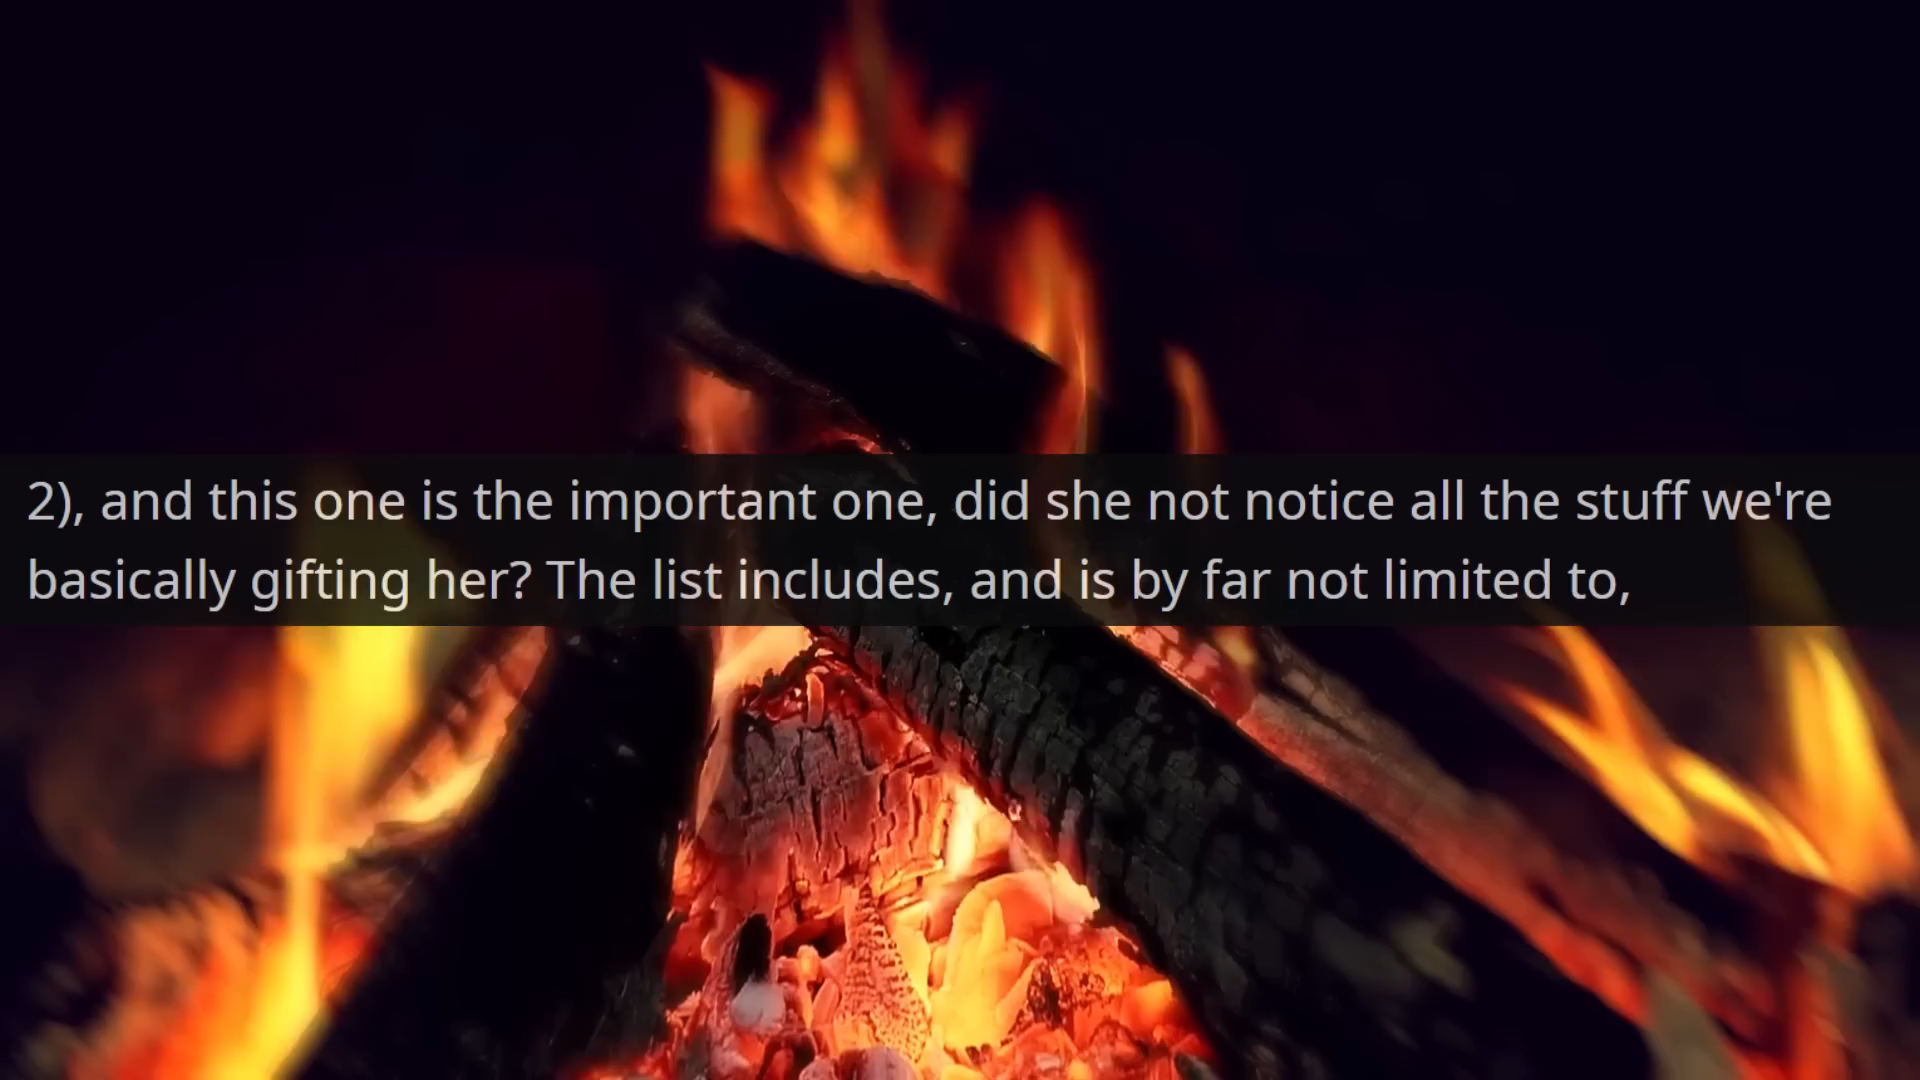 2), and this one is the important one, did she not notice all the stuff we're
basically gifting her? The list includes, and is by far not limited to,